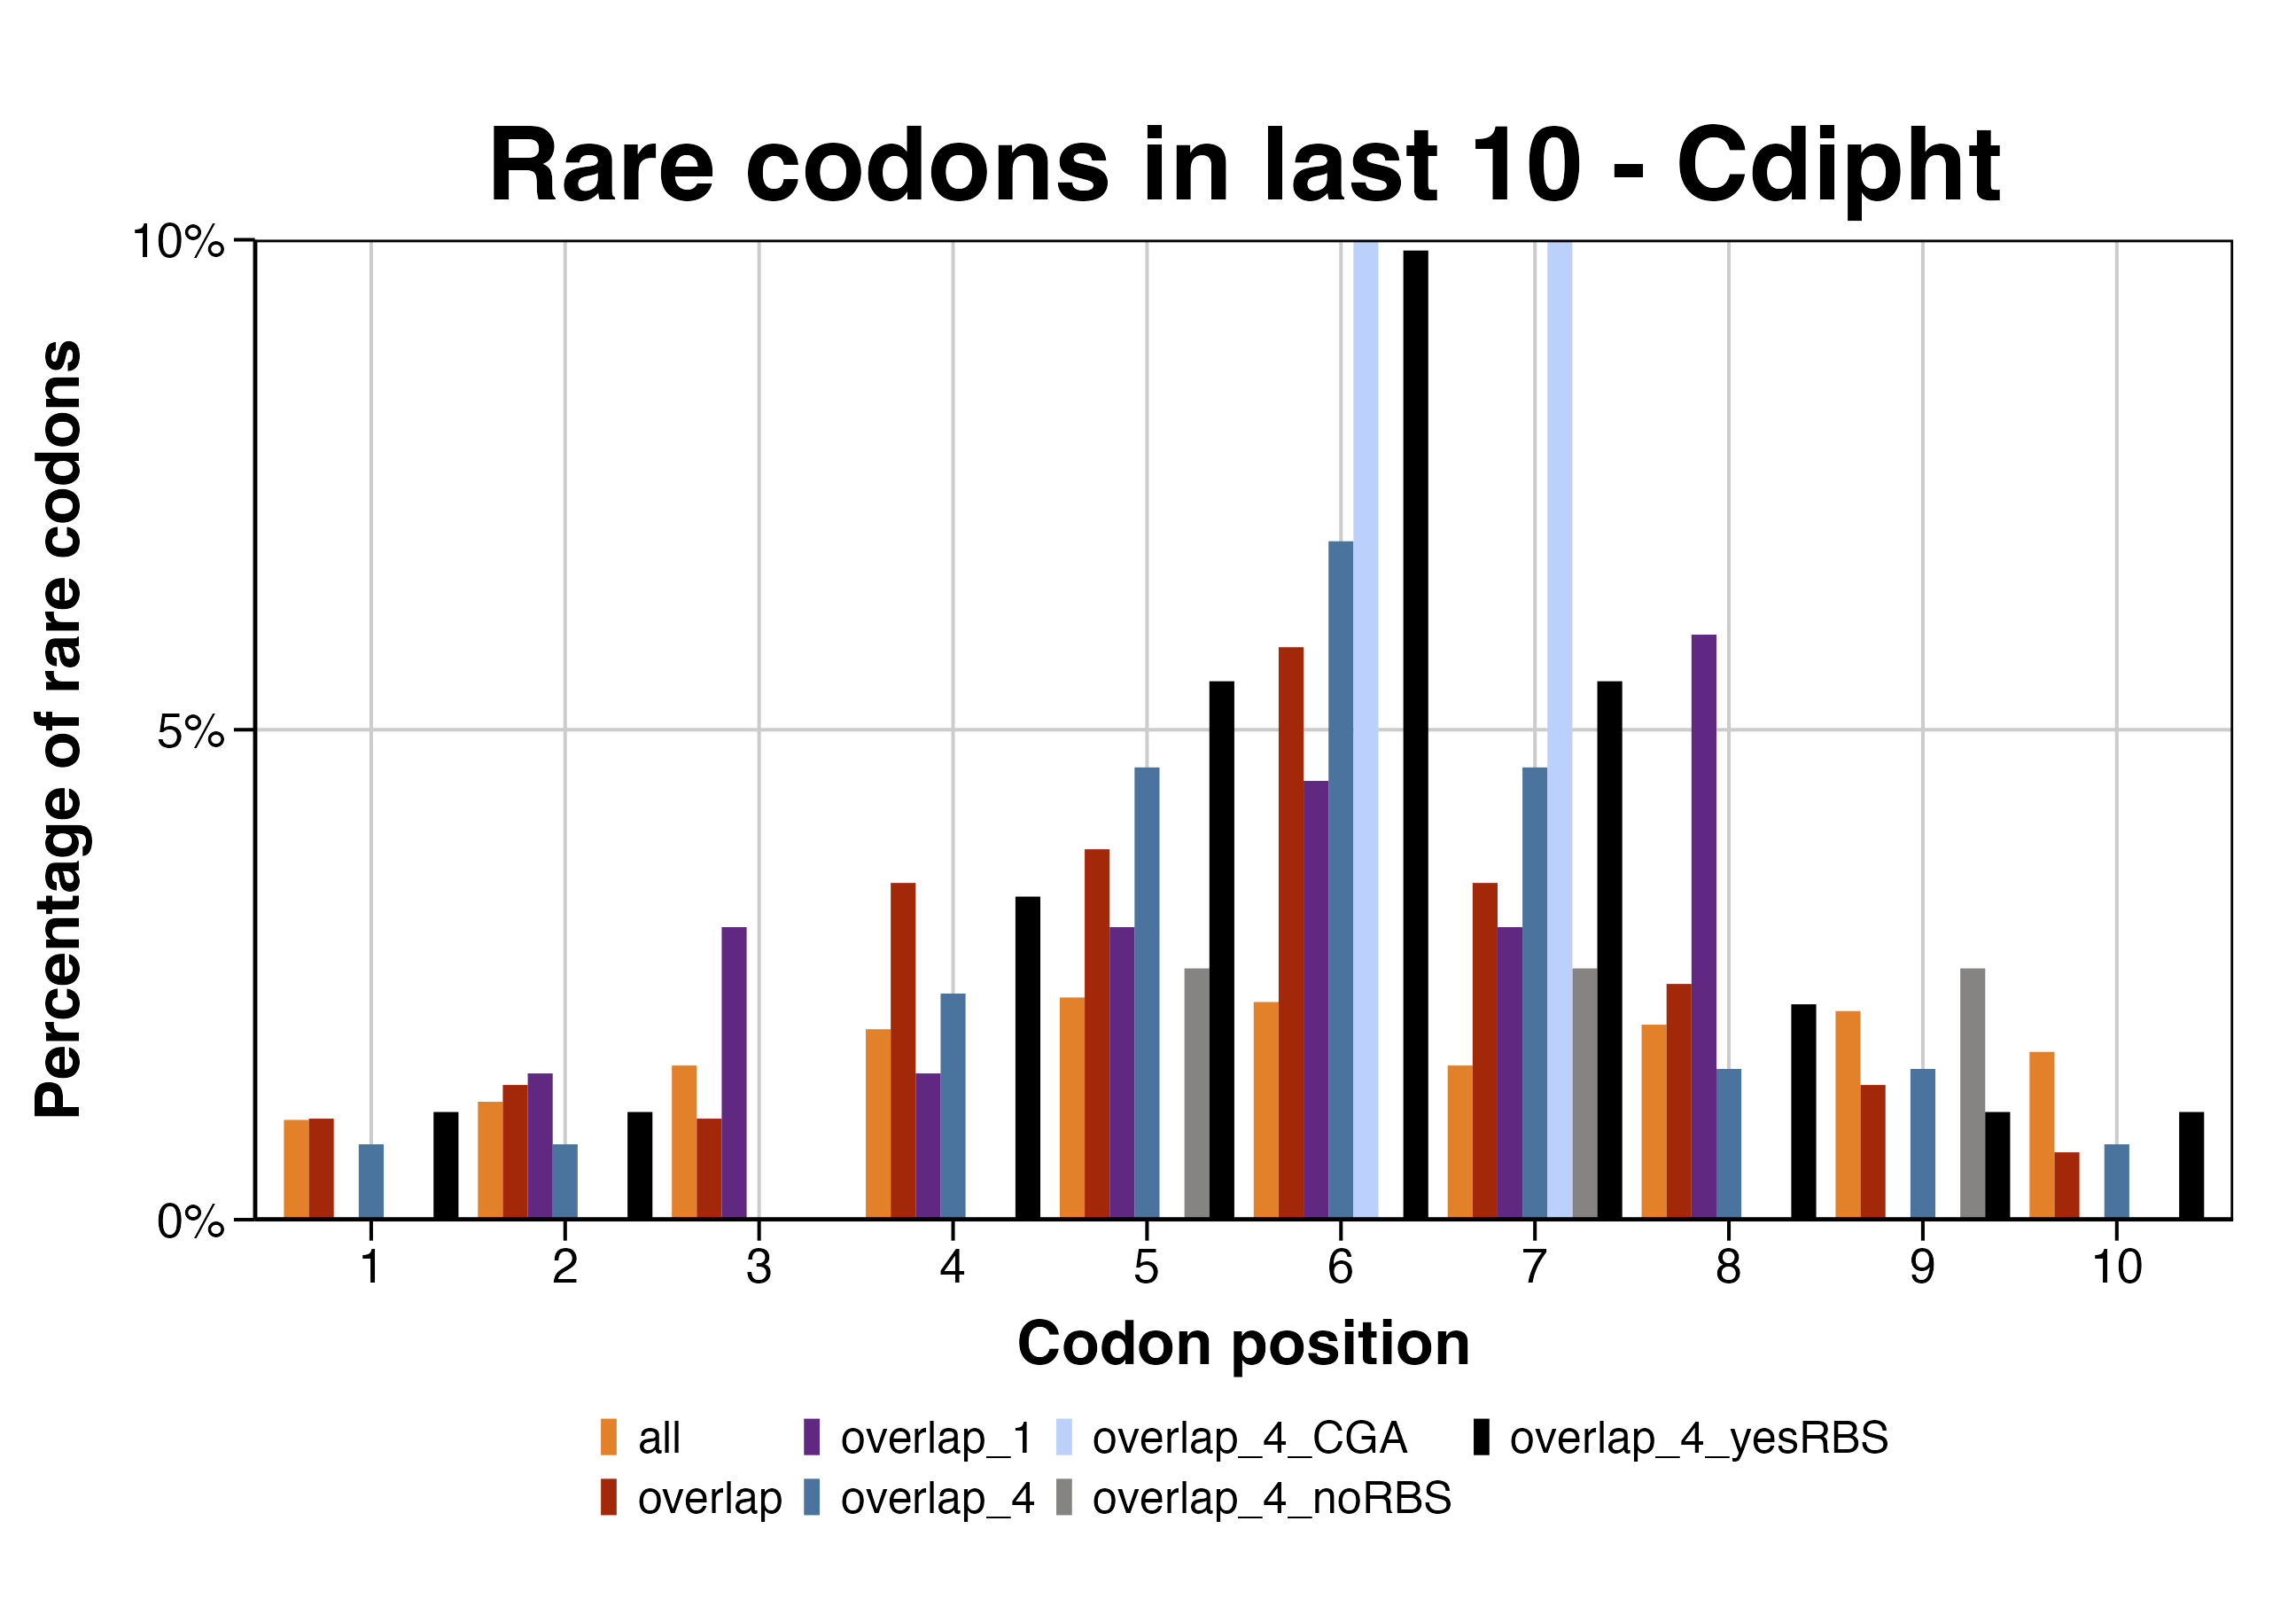 Rare codons in last 10 - Cdipht
Percentage of rare codons
10%
5%
0%
1 2 3 4 5 6 7 8 9 10
Codon position
all overlap_1 overlap_4_CGA overlap_4_yesRBS
overlap overlap_4 overlap_4_noRBS